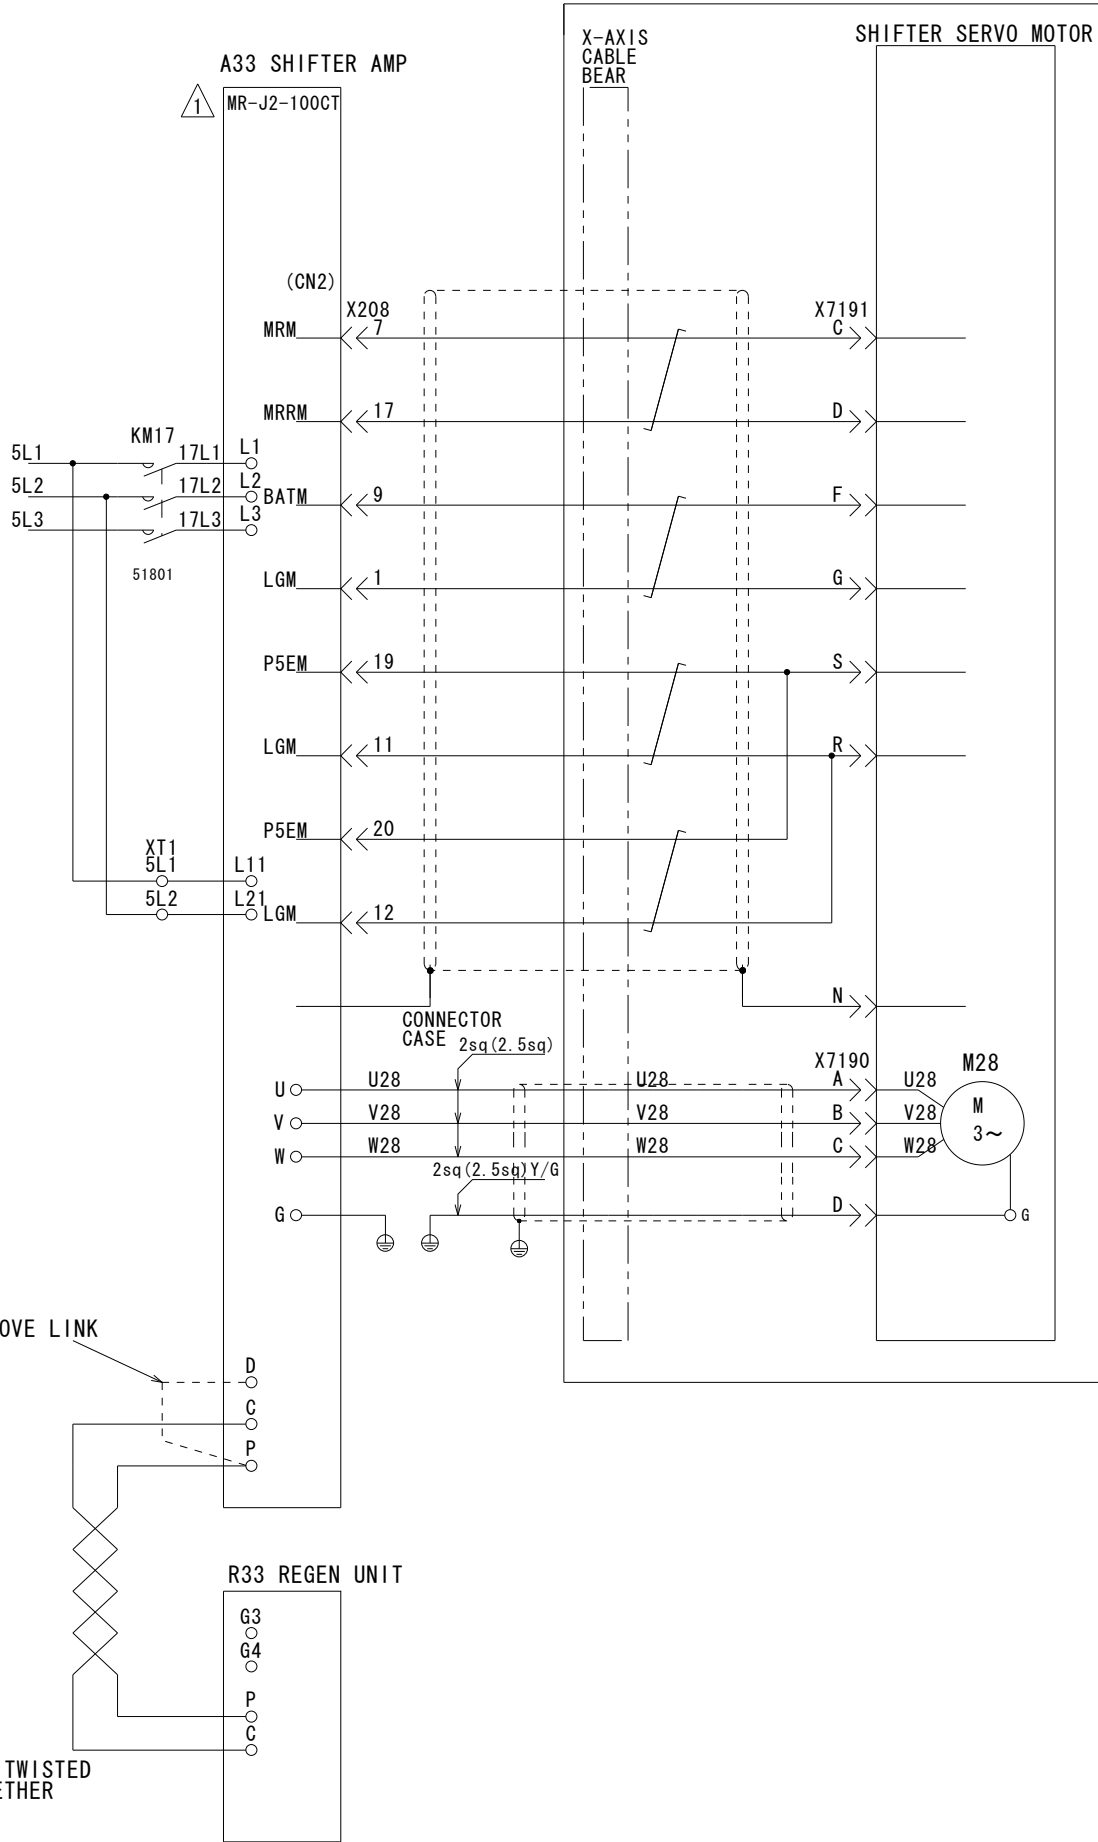 SHIFTER SERVO MOTOR
X-AXIS
CABLE
BEAR
A33 SHIFTER AMP
1
MR-J2-100CT
(CN2)
X208
X7191
MRM
7
C
MRRM
17
D
KM17
5L1
17L1
L1
5L2
17L2
L2
BATM
9
F
5L3
17L3
L3
51801
LGM
1
G
P5EM
19
S
LGM
11
R
P5EM
20
XT1
5L1
L11
5L2
L21
LGM
12
N
CONNECTOR
CASE
2sq(2.5sq)
X7190
M28
U
U28
U28
A
U28
V
V28
V28
B
V28
M
3~
W
W28
W28
C
W28
2sq(2.5sq)Y/G
G
D
G
OVE LINK
D
C
P
R33 REGEN UNIT
G3
G4
P
C
TWISTED
ETHER